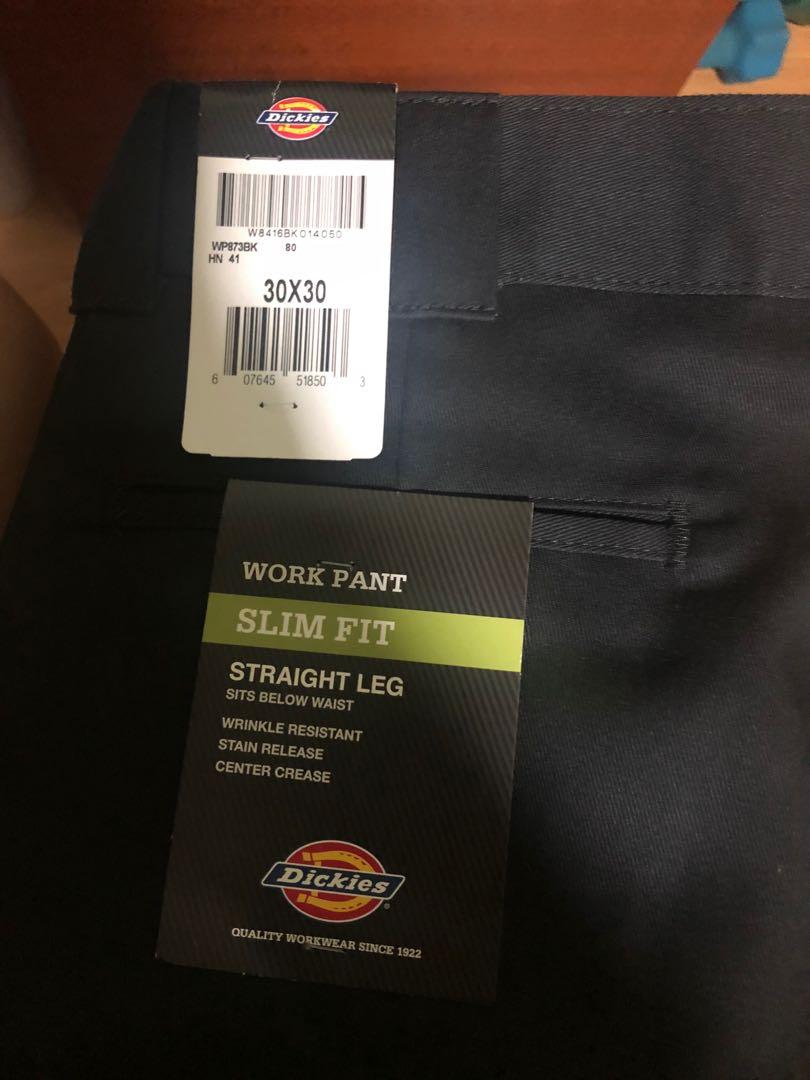 Dickies
W8416BK014050
WP873BK 80
HN 41
30X30
6 07645 51850 3
WORK PANT
SLIM FIT
STRAIGHT LEG
SITS BELOW WAIST
WRINKLE RESISTANT
STAIN RELEASE
CENTER CREASE
Dickies®
QUALITY WORKWEAR SINCE 1922